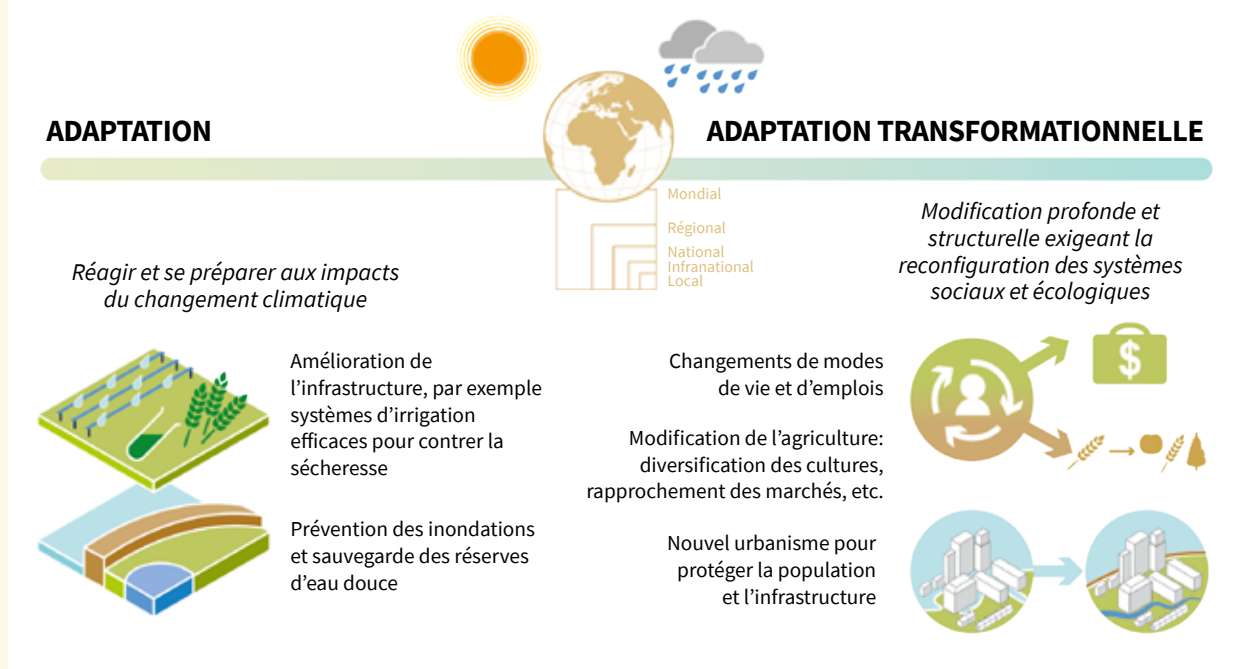 ADAPTATION
ADAPTATION TRANSFORMATIONNELLE
Mondial
Régional
National
Infranational
Local
Réagir et se préparer aux impacts
du changement climatique
Amélioration de
l’infrastructure, par exemple
systèmes d’irrigation
efficaces pour contrer la
sécheresse
Prévention des inondations
et sauvegarde des réserves
d’eau douce
Modification profonde et
structurelle exigeant la
reconfiguration des systèmes
sociaux et écologiques
Changements de modes
de vie et d’emplois
$
Modification de l’agriculture:
diversification des cultures,
rapprochement des marchés, etc.
Nouvel urbanisme pour
protéger la population
et l’infrastructure